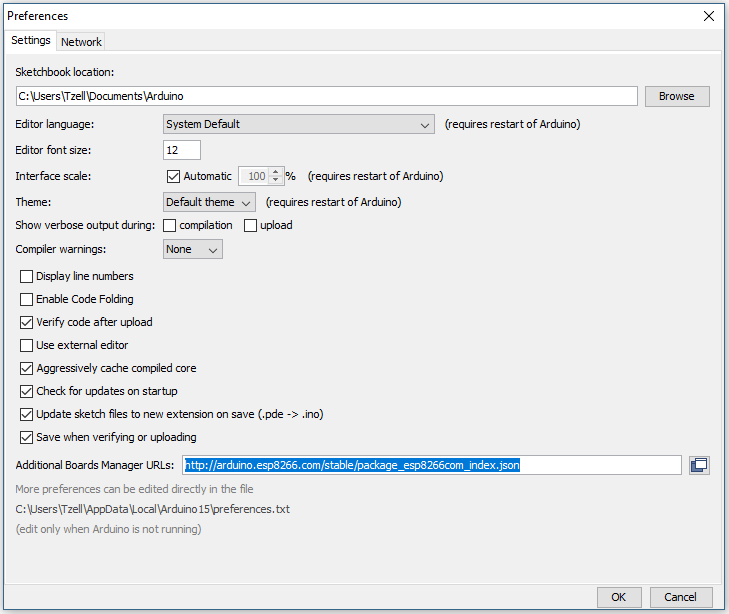 Preferences
Settings Network
Sketchbook location:
C:\Users\Tzell\Documents\Arduino Browse
Editor language: System Default (requires restart of Arduino)
Editor font size: 12
Interface scale: Automatic 100 % (requires restart of Arduino)
Theme: Default theme (requires restart of Arduino)
Show verbose output during: compilation upload
Compiler warnings: None
Display line numbers
Enable Code Folding
Verify code after upload
Use external editor
Aggressively cache compiled core
Check for updates on startup
Update sketch files to new extension on save (.pde -> .ino)
Save when verifying or uploading
Additional Boards Manager URLs: http://arduino.esp8266.com/stable/package_esp8266com_index.json
More preferences can be edited directly in the file
C:\Users\Tzell\AppData\Local\Arduino15\preferences.txt
(edit only when Arduino is not running)
OK Cancel